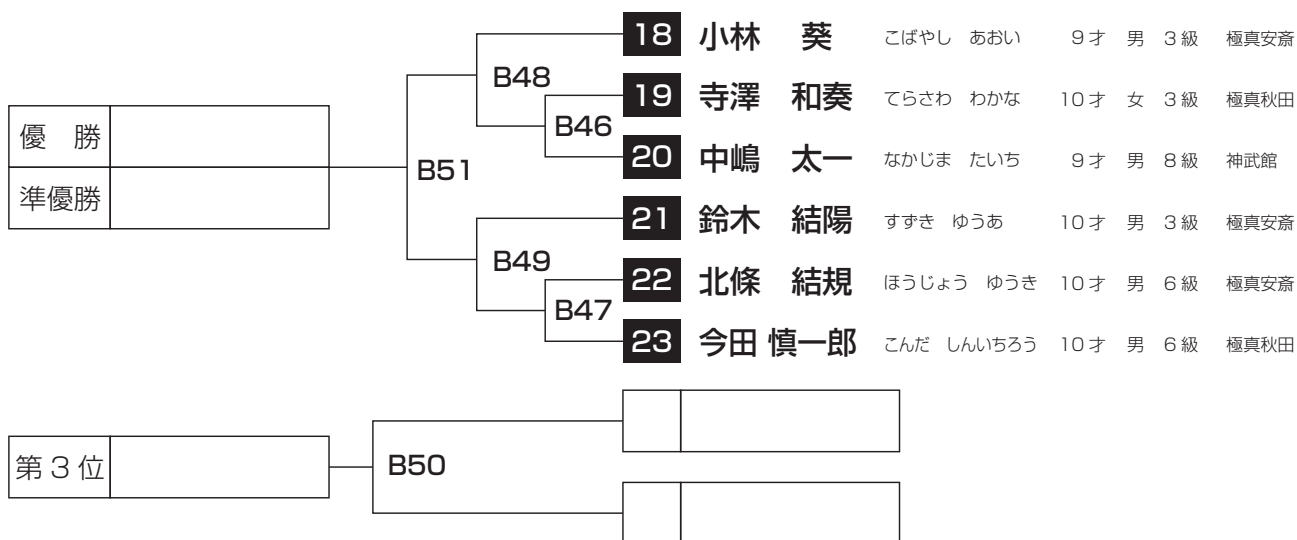 18 小林 葵 こばやし あおい 9才 男 3級 極真安斎
B48
19 寺澤 和奏 てらさわ わかな 10才 女 3級 極真秋田
B46
優 勝
B51
20 中嶋 太一 なかじま たいち 9才 男 8級 神武館
準優勝
21 鈴木 結陽 すずき ゆうあ 10才 男 3級 極真安斎
B49
22 北條 結規 ほうじょう ゆうき 10才 男 6級 極真安斎
B47
23 今田 慎一郎 こんだ しんいちろう 10才 男 6級 極真秋田
第3位
B50